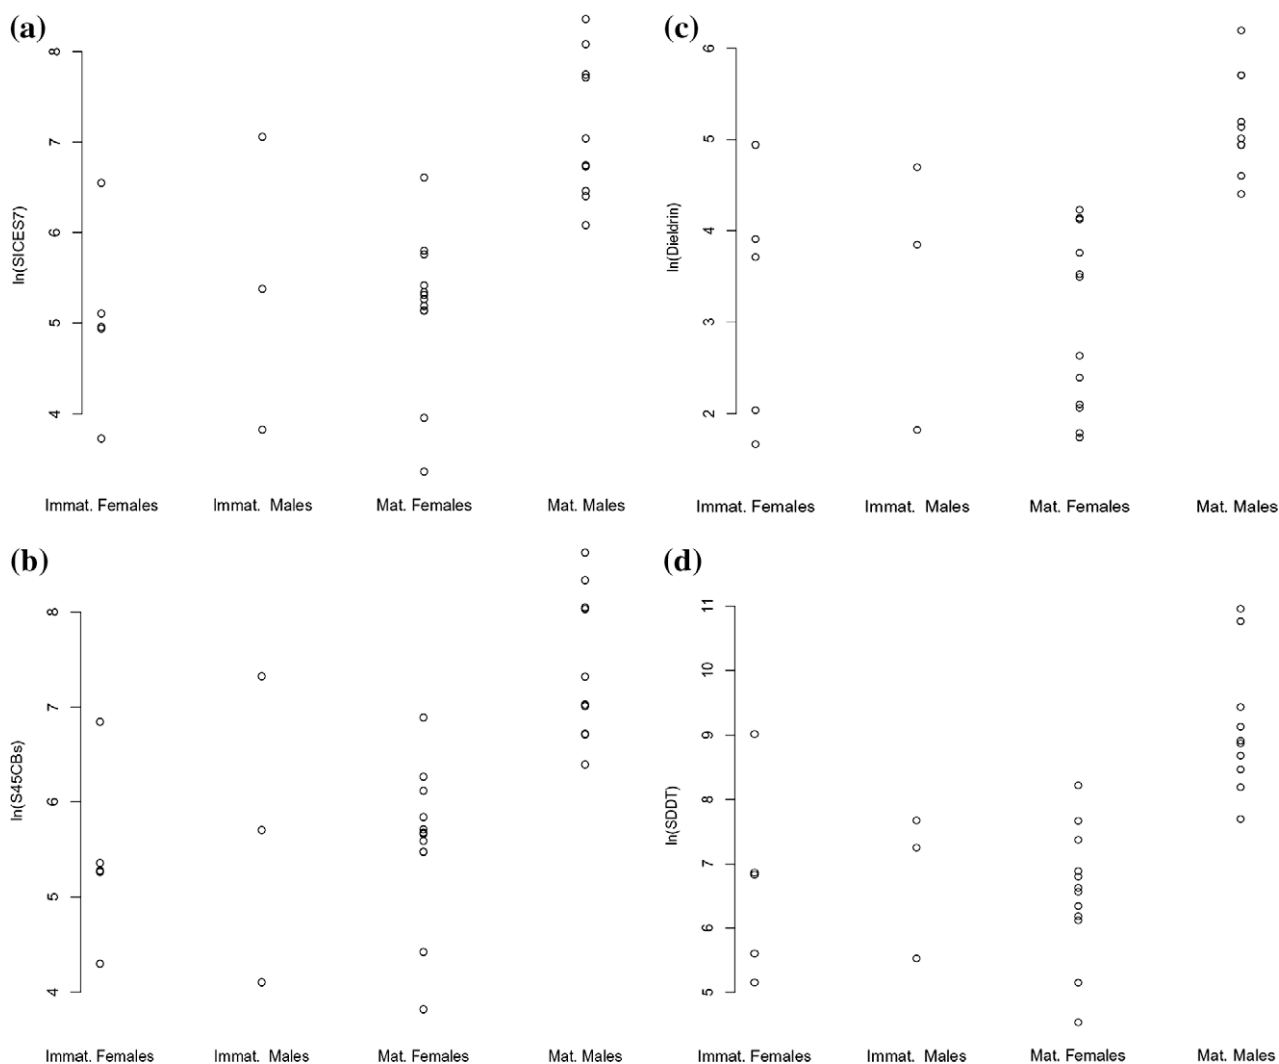 (a)
8
7
6
5
4
ln(SICES7)
Immat. Females Immat. Males Mat. Females Mat. Males
(c)
6
5
4
3
2
ln(Dieldrin)
Immat. Females Immat. Males Mat. Females Mat. Males
(b)
8
7
6
5
4
ln(S45CBs)
Immat. Females Immat. Males Mat. Females Mat. Males
(d)
11
10
9
8
7
6
5
ln(SDDT)
Immat. Females Immat. Males Mat. Females Mat. Males